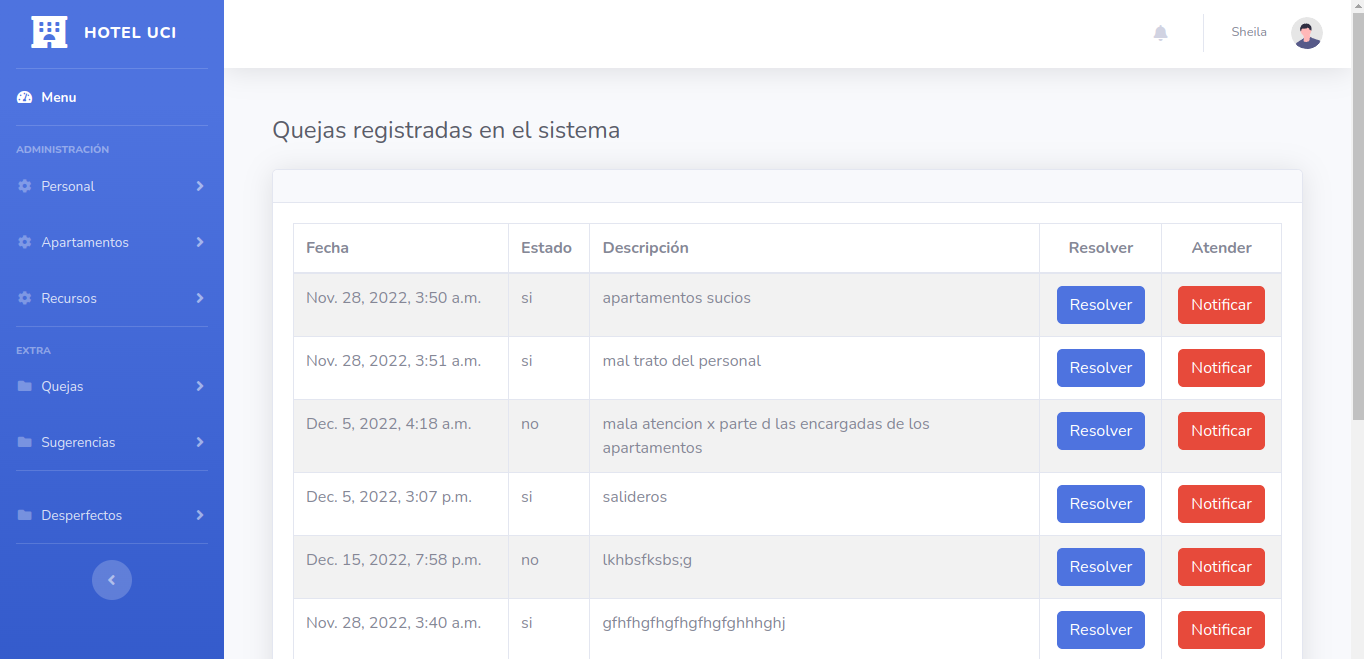 HOTEL UCI
Sheila
Menu
ADMINISTRACIÓN
Personal
Apartamentos
Recursos
EXTRA
Quejas
Sugerencias
Desperfectos
Quejas registradas en el sistema
Fecha Estado Descripción Resolver Atender
Nov. 28, 2022, 3:50 a.m. si apartamentos sucios Resolver Notificar
Nov. 28, 2022, 3:51 a.m. si mal trato del personal Resolver Notificar
Dec. 5, 2022, 4:18 a.m. no mala atencion x parte d las encargadas de los Resolver Notificar
apartamentos
Dec. 5, 2022, 3:07 p.m. si salideros Resolver Notificar
Dec. 15, 2022, 7:58 p.m. no lkhbsfksbs;g Resolver Notificar
Nov. 28, 2022, 3:40 a.m. si gfhfhgfhgfhgfhgfghhhghj Resolver Notificar